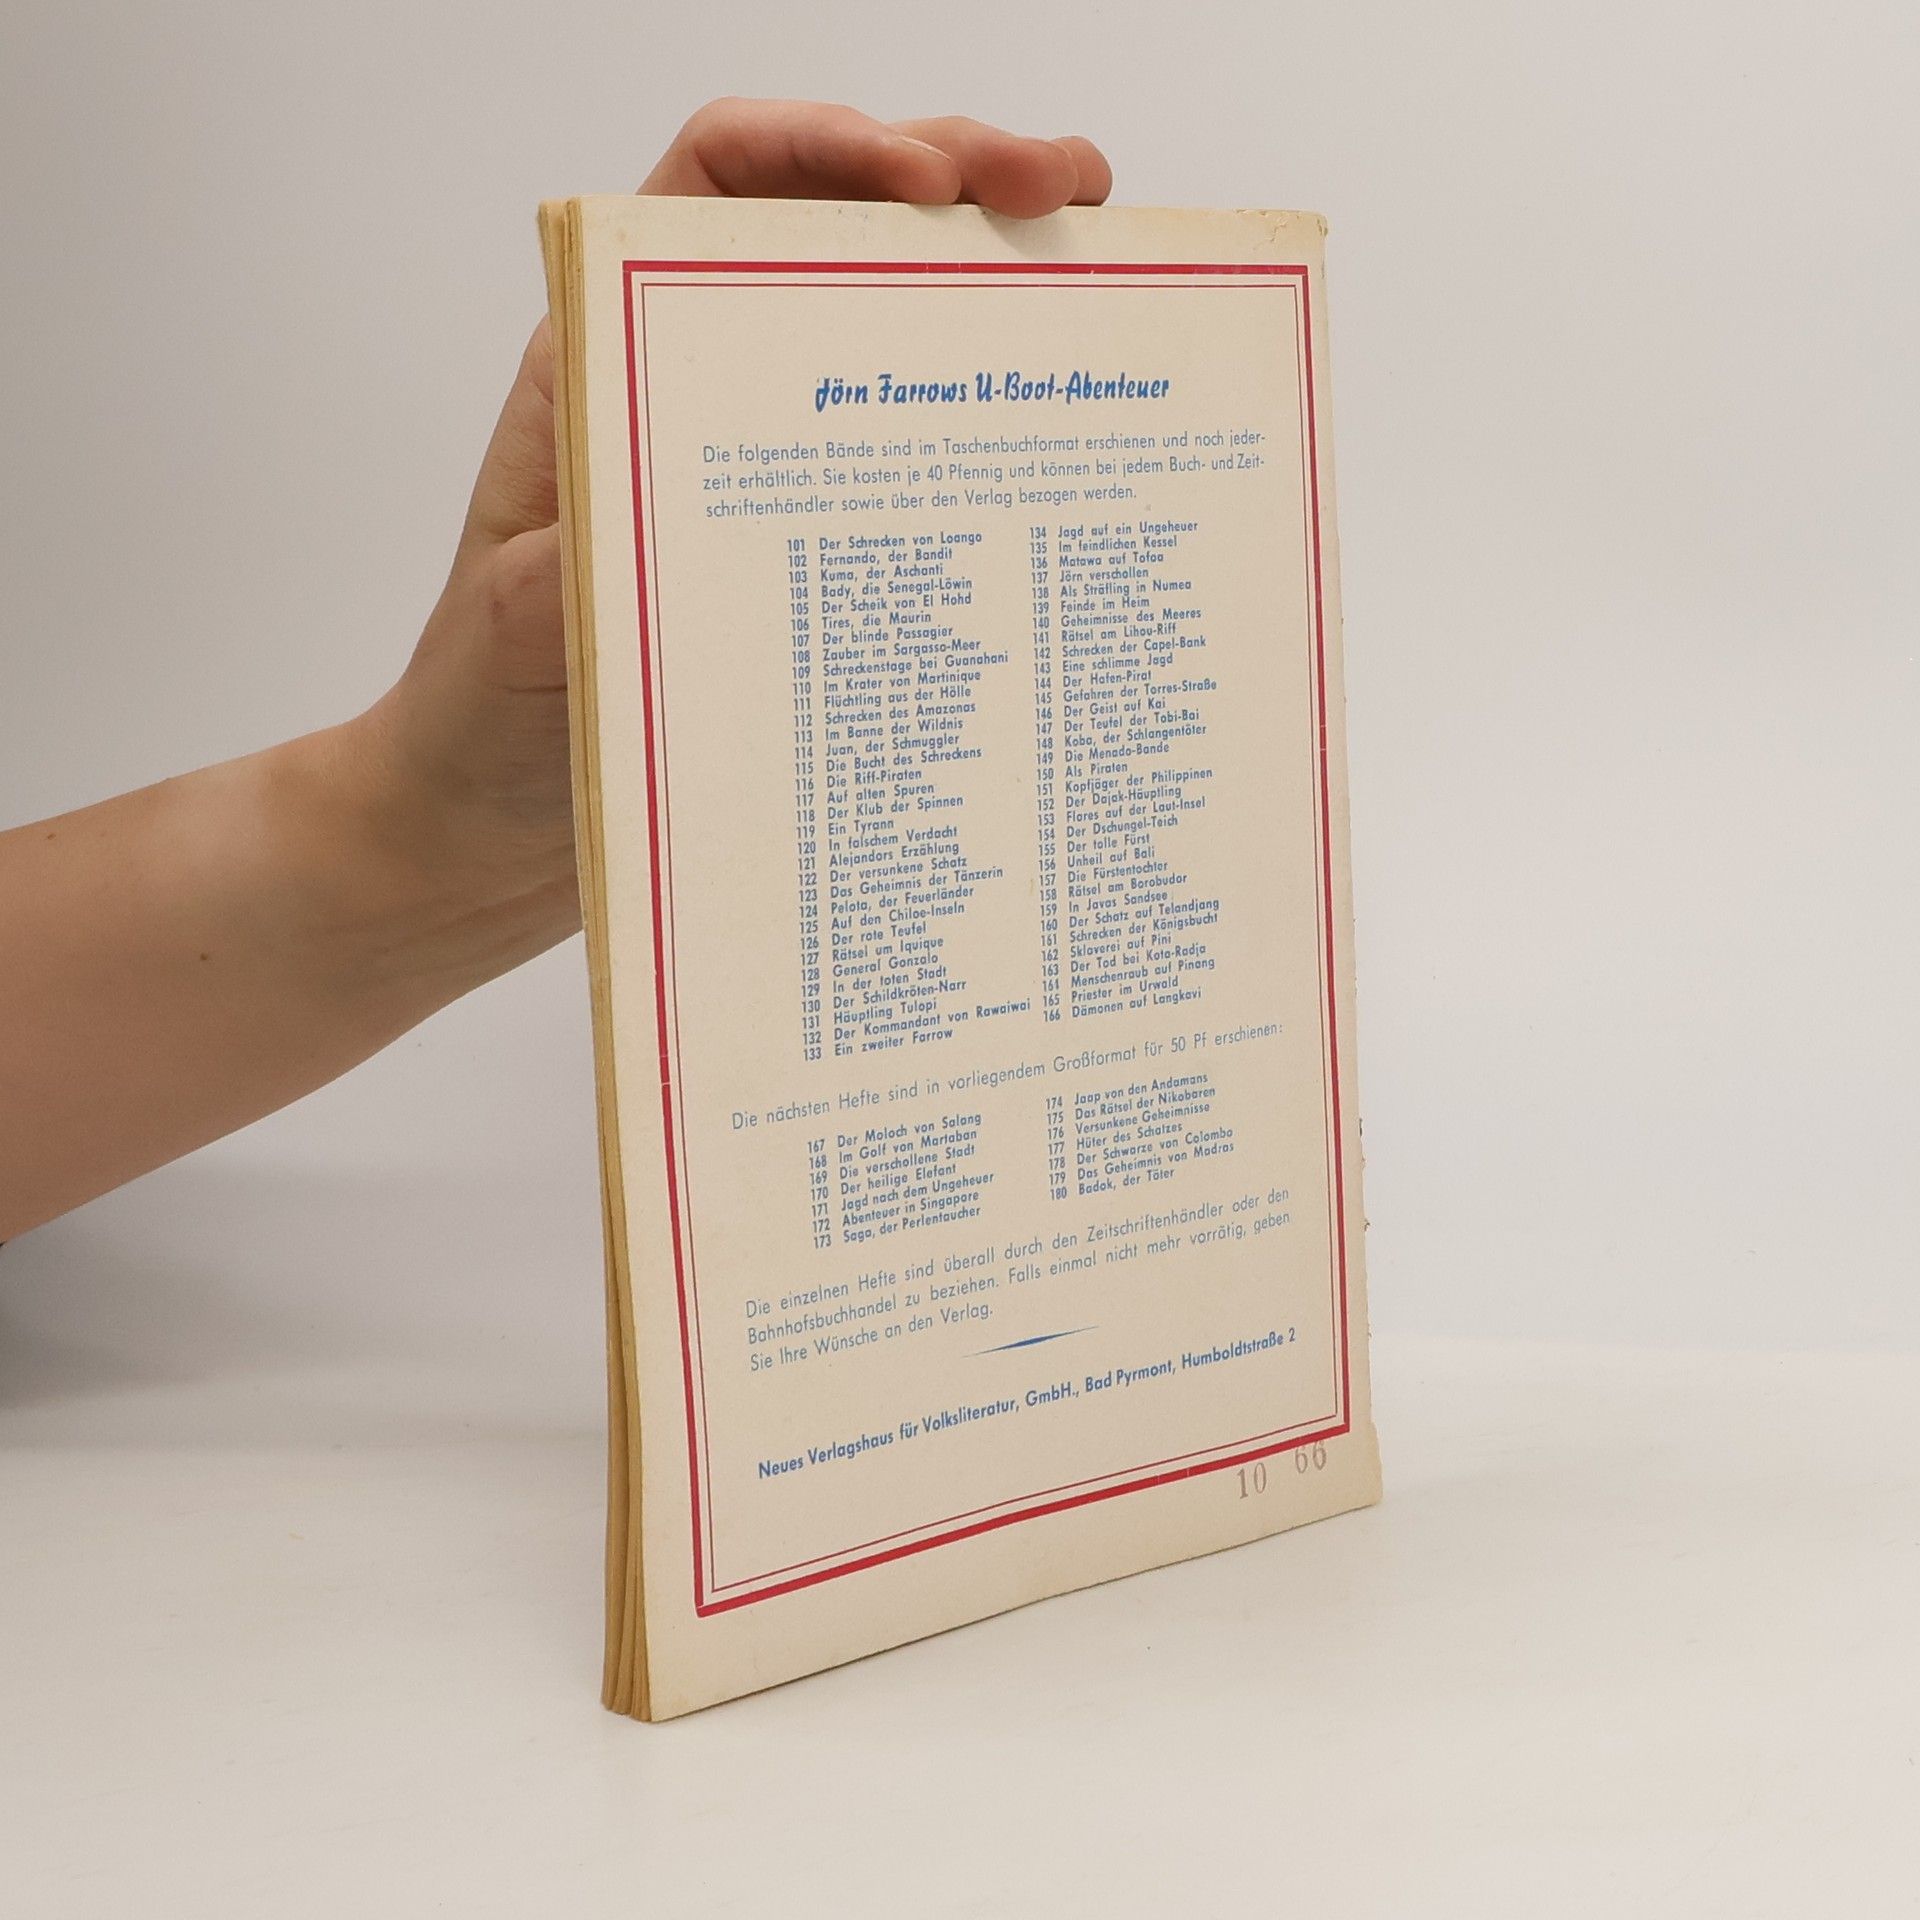 Jörn Farrows U-Boot-Abenteuer
Die folgenden Bände sind im Taschenbuchformat erschienen und noch jeder-
zeit erhältlich. Sie kosten je 40 Pfennig und können bei jedem Buch- und Zeit-
schriftenhändler sowie über den Verlag bezogen werden.
101 Der Schrecken von Loango
102 Fernando, der Bandit
103 Kuma, der Aschanti
104 Bady, die Senegal-Löwin
105 Der Scheik von El Hohd
106 Tires, die Maurin
107 Der blinde Passagier
108 Zauber im Sargasso-Meer
109 Schreckenstage bei Guanahani
110 Im Krater von Martinique
111 Flüchtling aus der Hölle
112 Schrecken des Amazonas
113 Im Banne der Wildnis
114 Juan, der Schmuggler
115 Die Bucht des Schreckens
116 Die Riff-Piraten
117 Auf alten Spuren
118 Der Klub der Spinnen
119 Ein Tyrann
120 In falschem Verdacht
121 Alejandors Erzählung
122 Der versunkene Schatz
123 Das Geheimnis der Tänzerin
124 Pelota, der Feuerländer
125 Auf den Chiloe-Inseln
126 Der rote Teufel
127 Rätsel um Iquique
128 General Gonzalo
129 In der toten Stadt
130 Der Schildkröten-Narr
131 Häuptling Tulopi
132 Der Kommandant von Rawaiwai
133 Ein zweiter Farrow
134 Jagd auf ein Ungeheuer
135 Im feindlichen Kessel
136 Matawa auf Tofoa
137 Jörn verschollen
138 Als Sträfling in Numea
139 Feinde im Heim
140 Geheimnisse des Meeres
141 Rätsel am Lihou-Riff
142 Schrecken der Capel-Bank
143 Eine schlimme Jagd
144 Der Hafen-Pirat
145 Gefahren der Torres-Straße
146 Der Geist auf Kai
147 Der Teufel der Tobi-Bai
148 Koba, der Schlangentöter
149 Die Menado-Bande
150 Als Piraten
151 Kopfjäger der Philippinen
152 Der Dajak-Häuptling
153 Flores auf der Laut-Insel
154 Der Dschungel-Teich
155 Der tolle Fürst
156 Unheil auf Bali
157 Die Fürstentochter
158 Rätsel am Borobudor
159 In Javas Sandsee
160 Der Schatz auf Telandjang
161 Schrecken der Königsbucht
162 Sklaverei auf Pini
163 Der Tod bei Kota-Radja
164 Menschenraub auf Pinang
165 Priester im Urwald
166 Dämonen auf Langkavi
Die nächsten Hefte sind in vorliegendem Großformat für 50 Pf erschienen:
167 Der Moloch von Salang
168 Im Golf von Martaban
169 Die verschollene Stadt
170 Der heilige Elefant
171 Jagd nach dem Ungeheuer
172 Abenteuer in Singapore
173 Saga, der Perlentaucher
174 Jaap von den Andamans
175 Das Rätsel der Nikobaren
176 Versunkene Geheimnisse
177 Hüter des Schatzes
178 Der Schwarze von Colombo
179 Das Geheimnis von Madras
180 Badok, der Töter
Die einzelnen Hefte sind überall durch den Zeitschriftenhändler oder den
Bahnhofsbuchhandel zu beziehen. Falls einmal nicht mehr vorrätig, geben
Sie Ihre Wünsche an den Verlag.
Neues Verlagshaus für Volksliteratur, GmbH., Bad Pyrmont, Humboldtstraße 2
10 66